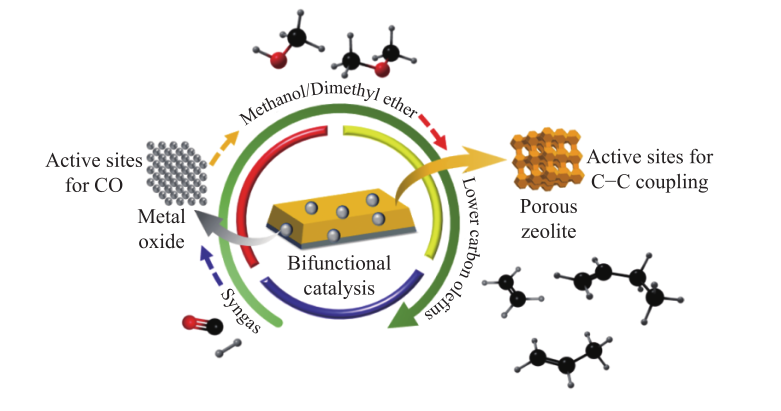 Methanol/Dimethyl ether
Active sites
for CO
Metal
oxide
Active sites for
C−C coupling
Porous
zeolite
Lower carbon olefins
Bifunctional
catalysis
Syngas